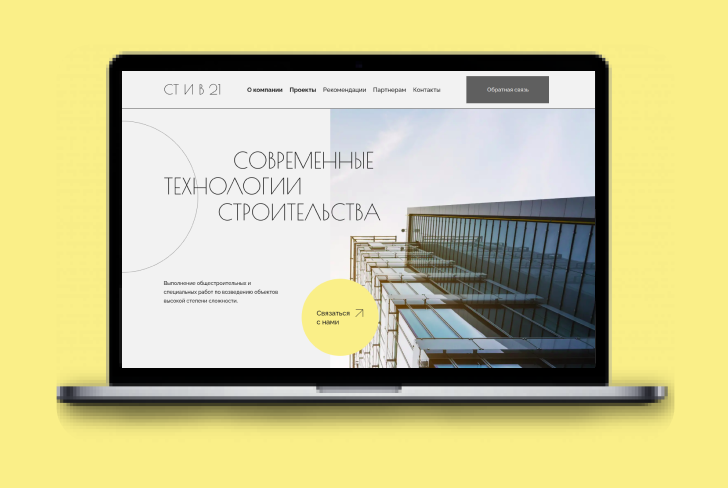 СТ И В 21
О компании Проекты Рекомендации Партнерам Контакты
Обратная связь
СОВРЕМЕННЫЕ
ТЕХНОЛОГИИ
СТРОИТЕЛЬСТВА
Выполнение общестроительных и
специальных работ по возведению объектов
высокой степени сложности.
Связаться
с нами